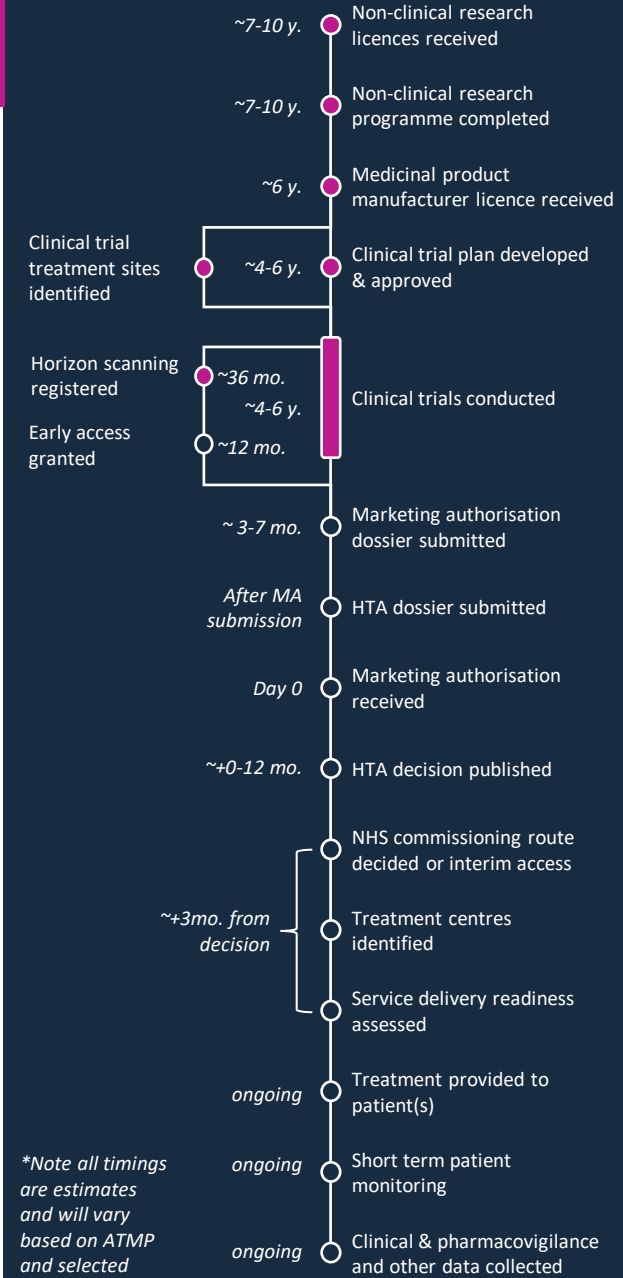 ~7-10 y.
Non-clinical research
licences received
~7-10 y.
Non-clinical research
programme completed
~6 y.
Medicinal product
manufacturer licence received
Clinical trial
treatment sites
identified
~4-6 y.
Clinical trial plan developed
& approved
Horizon scanning
registered
~36 mo.
~4-6 y.
Clinical trials conducted
Early access
granted
~12 mo.
~ 3-7 mo.
Marketing authorisation
dossier submitted
After MA
submission
HTA dossier submitted
Day 0
Marketing authorisation
received
~+0-12 mo.
HTA decision published
NHS commissioning route
decided or interim access
~+3mo. from
decision
Treatment centres
identified
Service delivery readiness
assessed
ongoing
Treatment provided to
patient(s)
ongoing
Short term patient
monitoring
ongoing
Clinical & pharmacovigilance
and other data collected
*Note all timings
are estimates
and will vary
based on ATMP
and selected